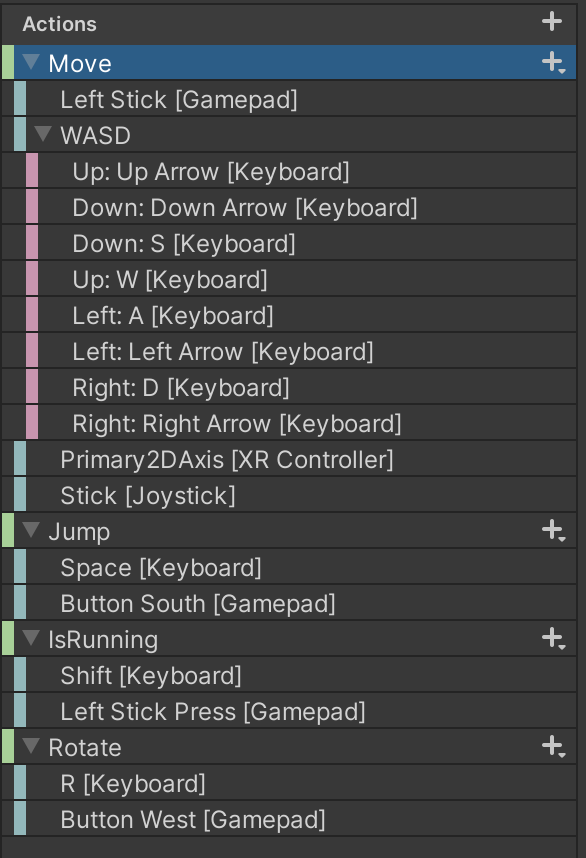 Actions
Move
Left Stick [Gamepad]
WASD
Up: Up Arrow [Keyboard]
Down: Down Arrow [Keyboard]
Down: S [Keyboard]
Up: W [Keyboard]
Left: A [Keyboard]
Left: Left Arrow [Keyboard]
Right: D [Keyboard]
Right: Right Arrow [Keyboard]
Primary2DAxis [XR Controller]
Stick [Joystick]
Jump
Space [Keyboard]
Button South [Gamepad]
IsRunning
Shift [Keyboard]
Left Stick Press [Gamepad]
Rotate
R [Keyboard]
Button West [Gamepad]